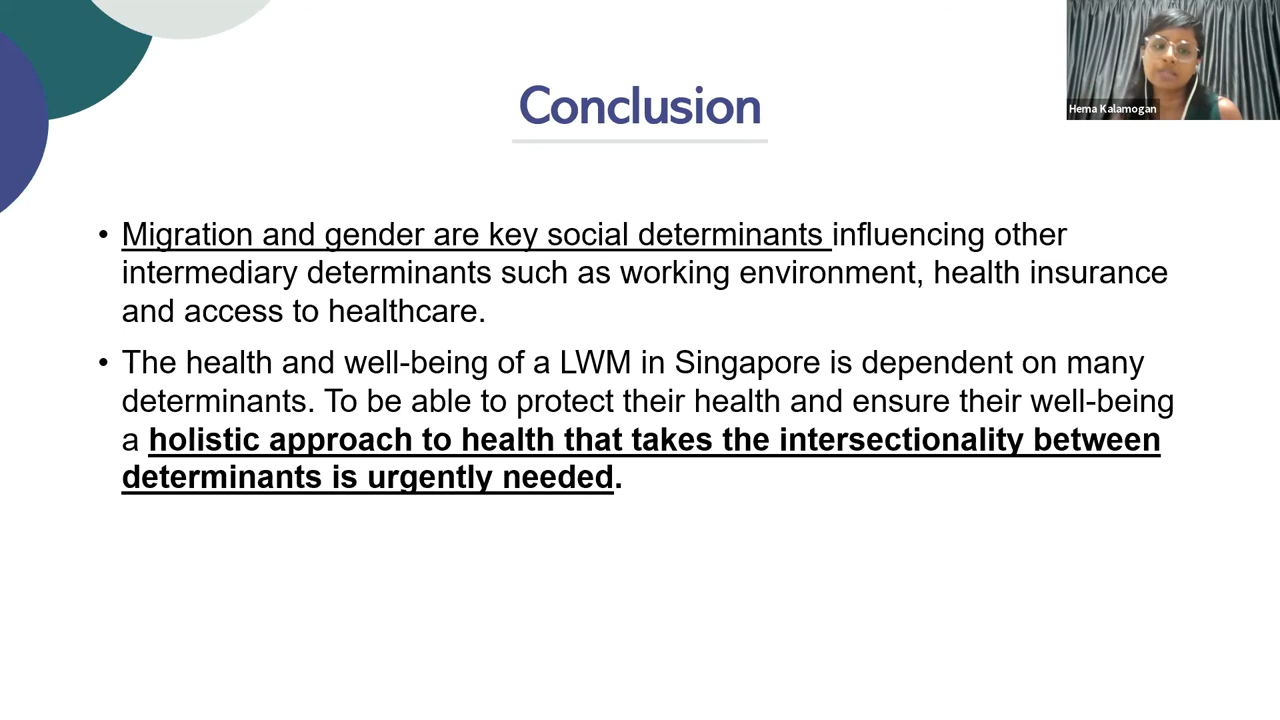 Conclusion
Hema Kalamogan
• Migration and gender are key social determinants influencing other
intermediary determinants such as working environment, health insurance
and access to healthcare.
• The health and well-being of a LWM in Singapore is dependent on many
determinants. To be able to protect their health and ensure their well-being
a holistic approach to health that takes the intersectionality between
determinants is urgently needed.